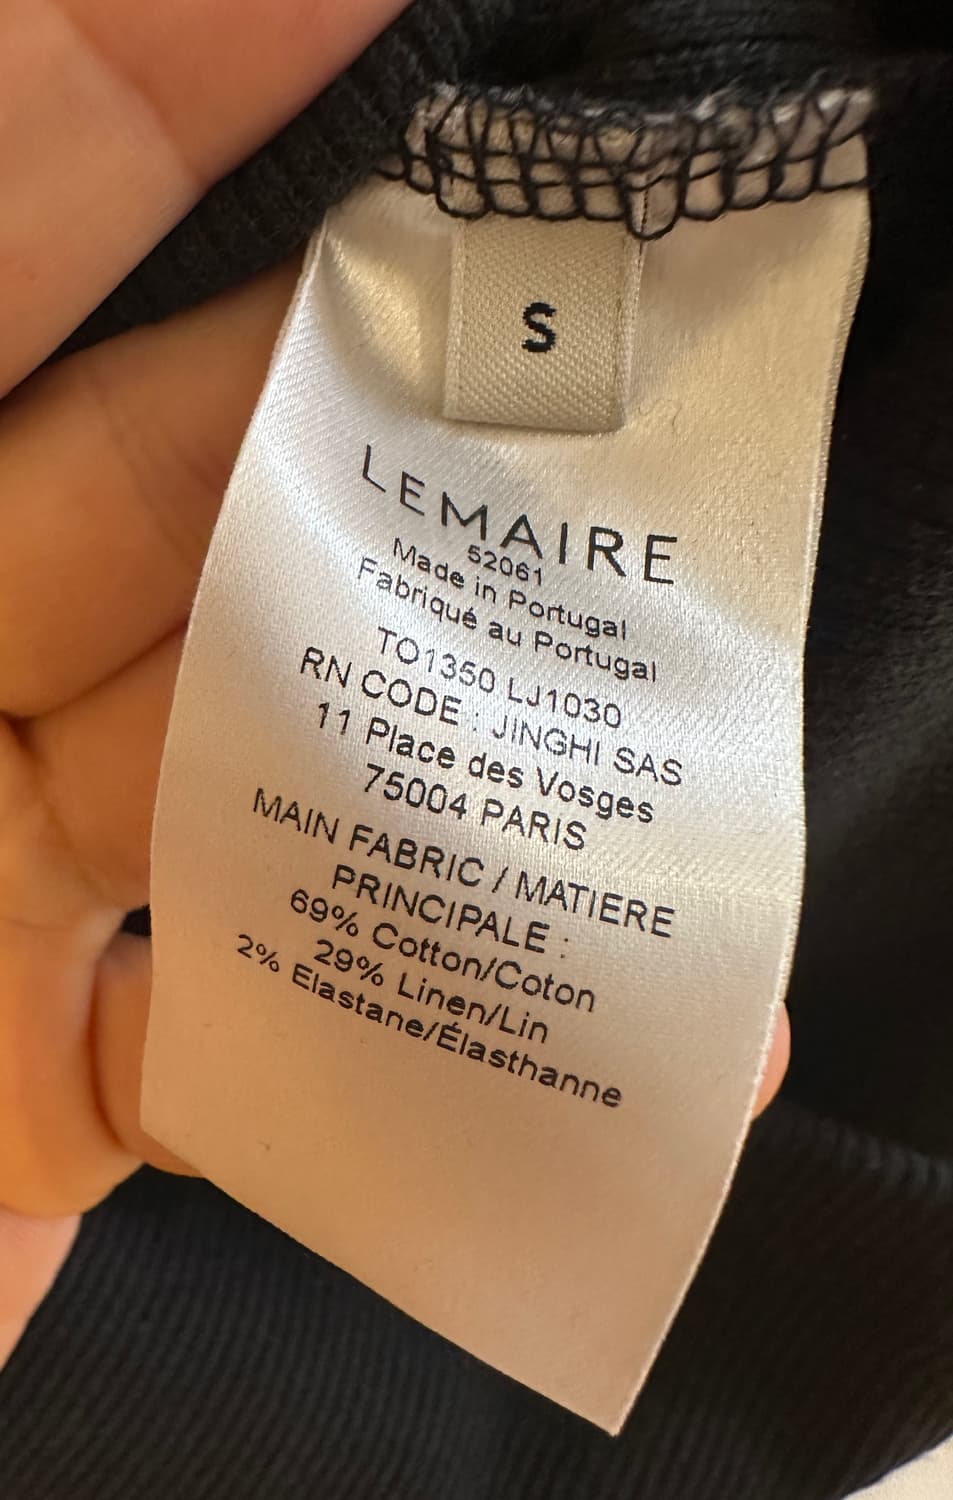 S
LEMAIRE
52061
Made in Portugal
Fabriqué au Portugal
TO1350 LJ1030
RN CODE : JINGHI SAS
11 Place des Vosges
75004 PARIS
MAIN FABRIC / MATIERE
PRINCIPALE :
69% Cotton/Coton
29% Linen/Lin
2% Elastane/Élasthanne